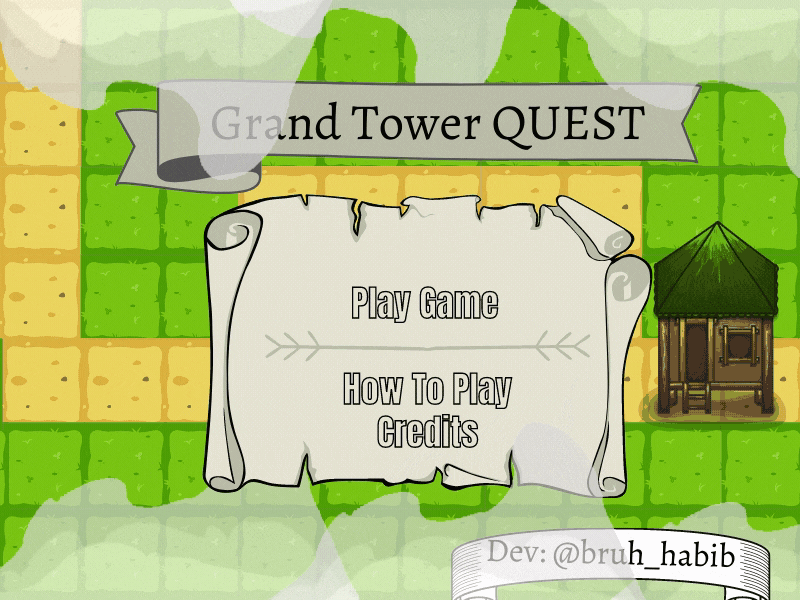 Grand Tower QUEST
Play Game
How To Play
Credits
Dev: @bruh_habib